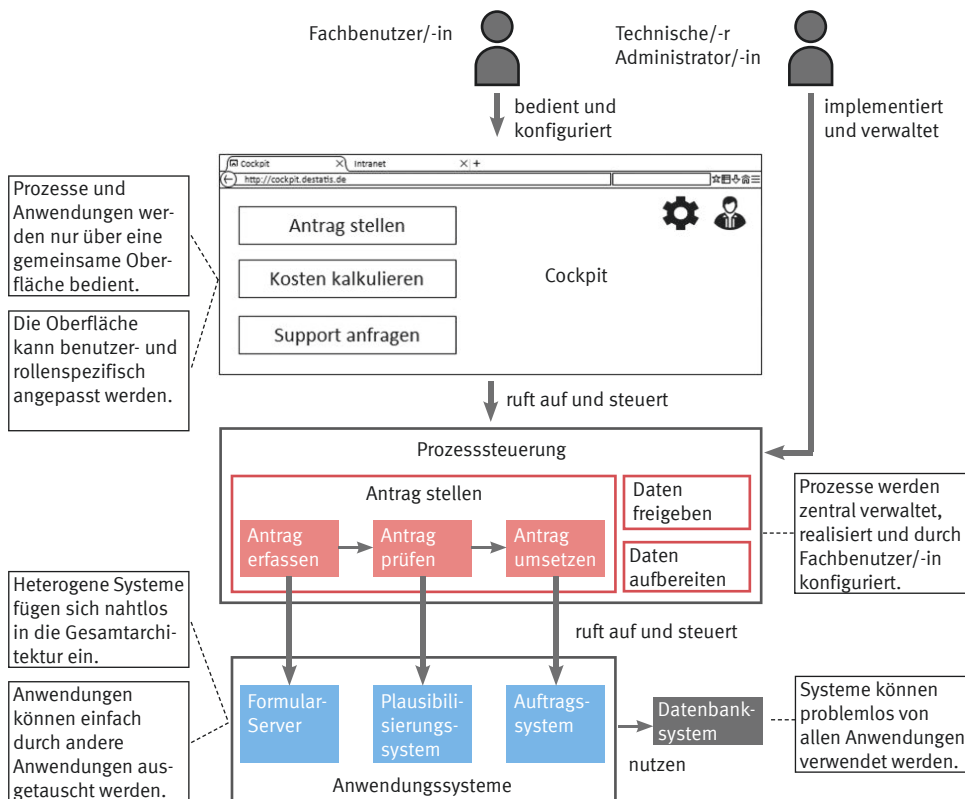 Fachbenutzer/-in
Technische/-r
Administrator/-in
bedient und
konfiguriert
implementiert
und verwaltet
Cockpit
Intranet
http://cockpit.destatis.de
Antrag stellen
Kosten kalkulieren
Support anfragen
Cockpit
Prozesse und
Anwendungen wer-
den nur über eine
gemeinsame Ober-
fläche bedient.
Die Oberfläche
kann benutzer- und
rollenspezifisch
angepasst werden.
ruft auf und steuert
Prozesssteuerung
Antrag stellen
Antrag
erfassen
Antrag
prüfen
Antrag
umsetzen
Daten
freigeben
Daten
aufbereiten
Prozesse werden
zentral verwaltet,
realisiert und durch
Fachbenutzer/-in
konfiguriert.
Heterogene Systeme
fügen sich nahtlos
in die Gesamtarchi-
tektur ein.
Anwendungen
können einfach
durch andere
Anwendungen aus-
getauscht werden.
ruft auf und steuert
Formular-
Server
Plausibili-
sierungs-
system
Auftrags-
system
Anwendungssysteme
Datenbank-
system
nutzen
Systeme können
problemlos von
allen Anwendungen
verwendet werden.